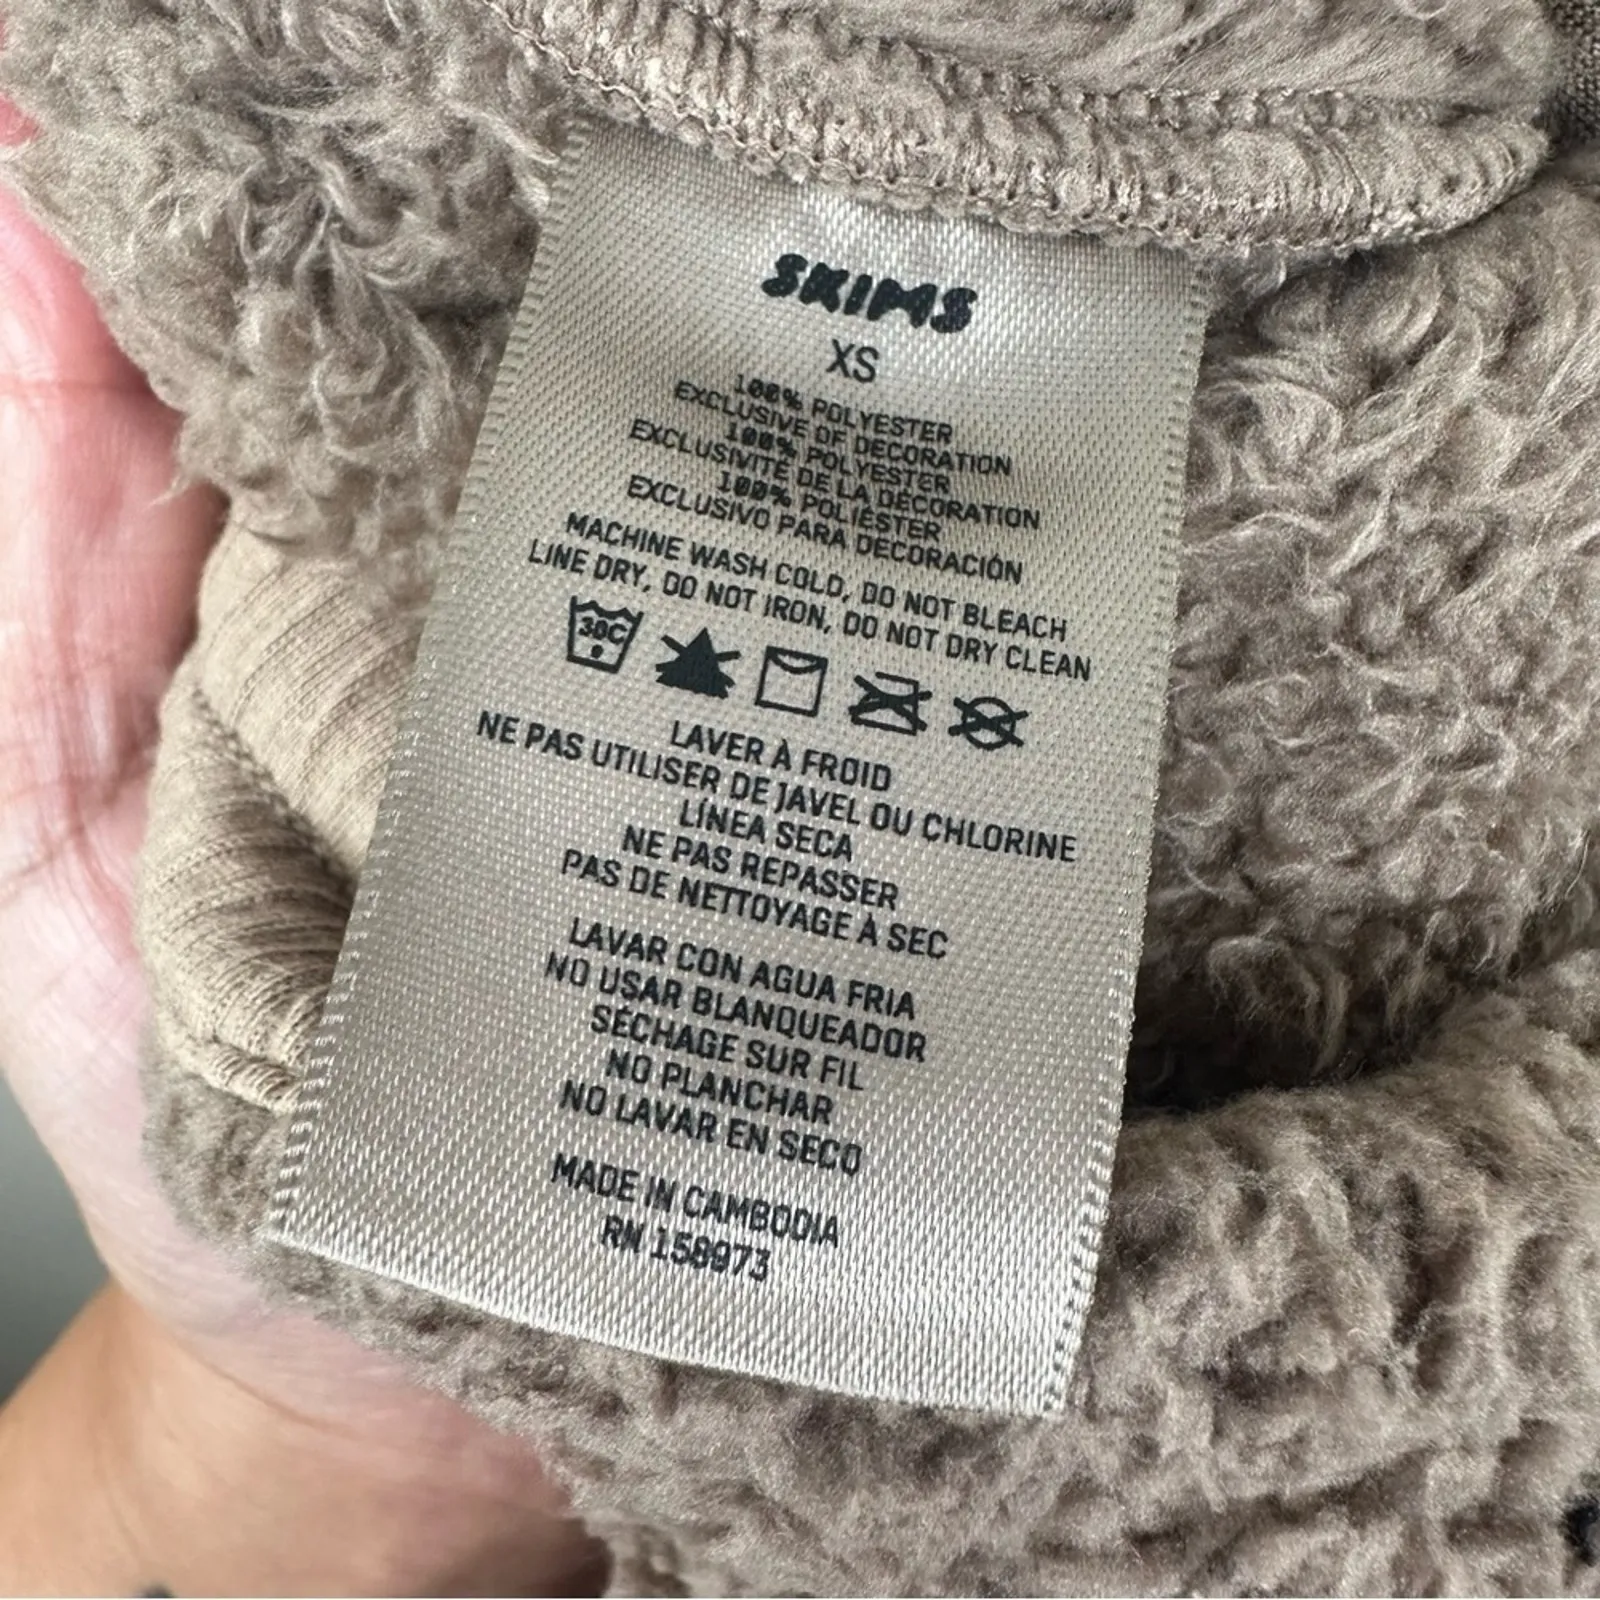 SKIMS
XS
100% POLYESTER
EXCLUSIVE OF DECORATION
100% POLYESTER
EXCLUSIVITÉ DE LA DÉCORATION
100% POLIÉSTER
EXCLUSIVO PARA DECORACIÓN
MACHINE WASH COLD, DO NOT BLEACH
LINE DRY, DO NOT IRON, DO NOT DRY CLEAN
30C
LAVER À FROID
NE PAS UTILISER DE JAVEL OU CHLORINE
LÍNEA SECA
NE PAS REPASSER
PAS DE NETTOYAGE À SEC
LAVAR CON AGUA FRIA
NO USAR BLANQUEADOR
SÉCHAGE SUR FIL
NO PLANCHAR
NO LAVAR EN SECO
MADE IN CAMBODIA
RN 158973